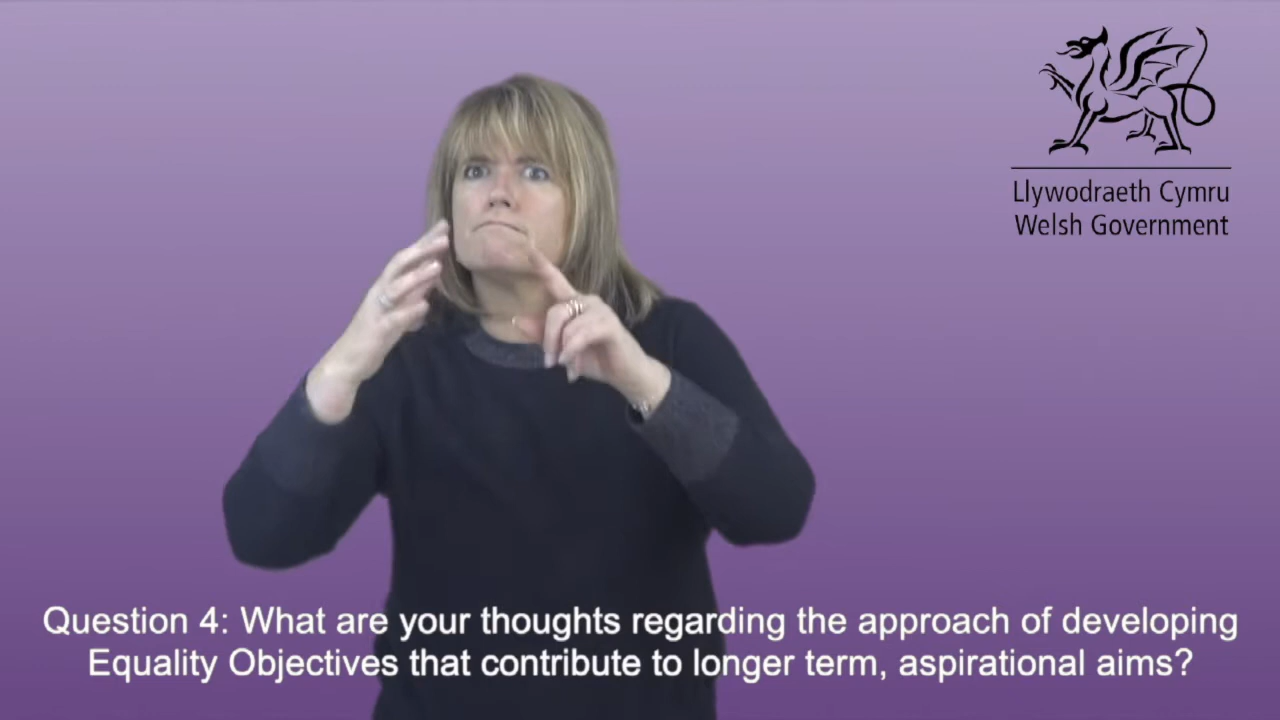 Llywodraeth Cymru
Welsh Government
Question 4: What are your thoughts regarding the approach of developing
Equality Objectives that contribute to longer term, aspirational aims?